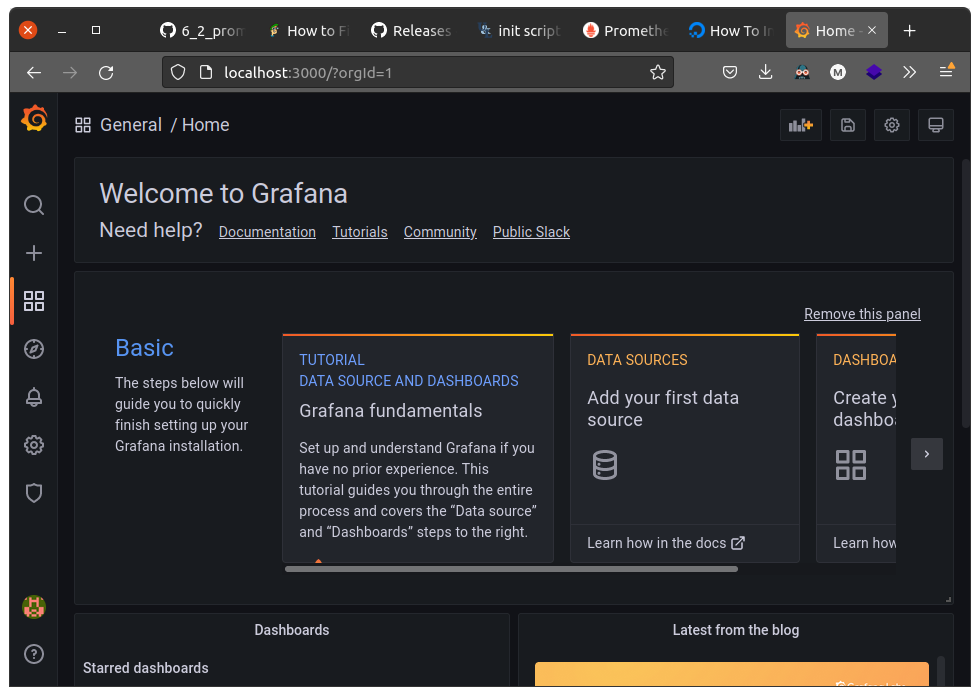 6_2_prom
How to Fi
Releases
init script
Promethe
How To In
Home -
localhost:3000/?orgId=1
M
General / Home
Welcome to Grafana
Need help? Documentation Tutorials Community Public Slack
Remove this panel
Basic
The steps below will
guide you to quickly
finish setting up your
Grafana installation.
TUTORIAL
DATA SOURCE AND DASHBOARDS
Grafana fundamentals
Set up and understand Grafana if you
have no prior experience. This
tutorial guides you through the entire
process and covers the “Data source”
and “Dashboards” steps to the right.
DATA SOURCES
Add your first data
source
Learn how in the docs
DASHBOA
Create y
dashboa
Learn how
Dashboards
Starred dashboards
Latest from the blog